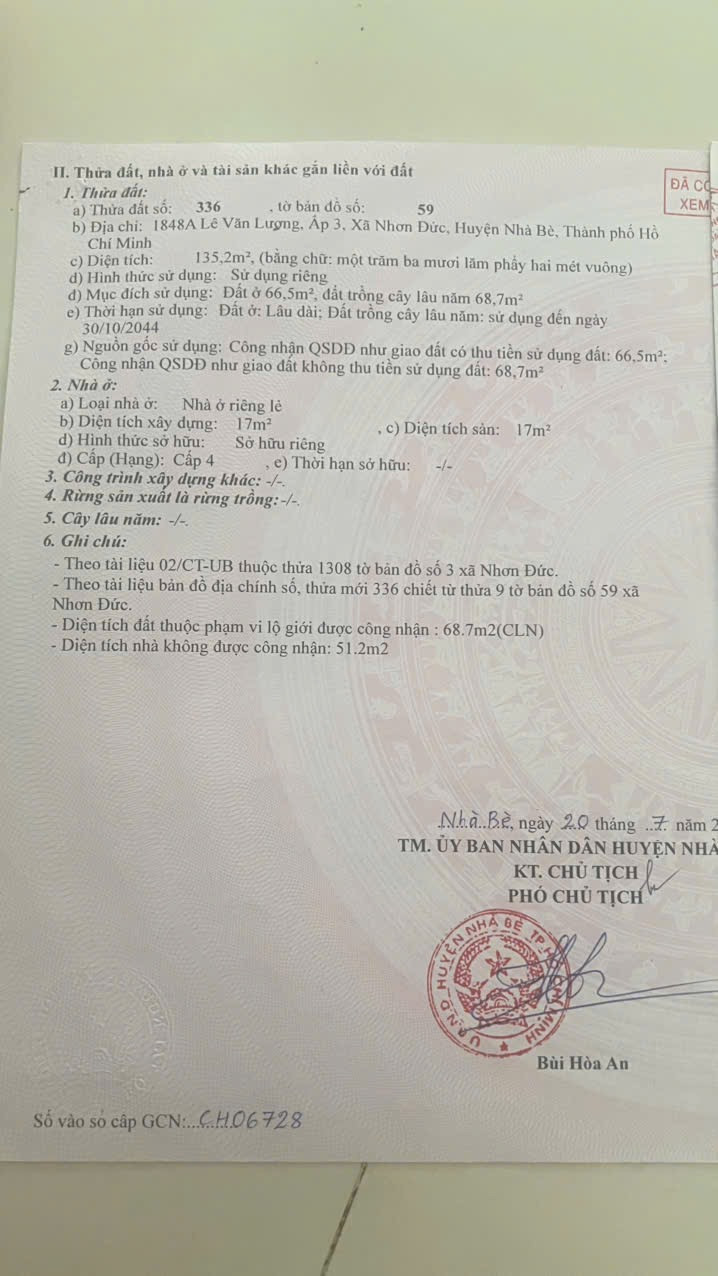 II. Thửa đất, nhà ở và tài sản khác gắn liền với đất
ĐÃ CC
XEM
1. Thửa đất:
a) Thửa đất số: 336 , tờ bản đồ số: 59
b) Địa chỉ: 1848A Lê Văn Lương, Ấp 3, Xã Nhơn Đức, Huyện Nhà Bè, Thành phố Hồ
Chí Minh
c) Diện tích: 135,2m², (bằng chữ: một trăm ba mươi lăm phẩy hai mét vuông)
d) Hình thức sử dụng: Sử dụng riêng
đ) Mục đích sử dụng: Đất ở 66,5m², đất trồng cây lâu năm 68,7m²
e) Thời hạn sử dụng: Đất ở: Lâu dài; Đất trồng cây lâu năm: sử dụng đến ngày
30/10/2044
g) Nguồn gốc sử dụng: Công nhận QSDĐ như giao đất có thu tiền sử dụng đất: 66,5m²;
Công nhận QSDĐ như giao đất không thu tiền sử dụng đất: 68,7m²
2. Nhà ở:
a) Loại nhà ở: Nhà ở riêng lẻ
b) Diện tích xây dựng: 17m² , c) Diện tích sàn: 17m²
d) Hình thức sở hữu: Sở hữu riêng
đ) Cấp (Hạng): Cấp 4 , e) Thời hạn sở hữu: -/-
3. Công trình xây dựng khác: -/-.
4. Rừng sản xuất là rừng trồng: -/-.
5. Cây lâu năm: -/-.
6. Ghi chú:
- Theo tài liệu 02/CT-UB thuộc thửa 1308 tờ bản đồ số 3 xã Nhơn Đức.
- Theo tài liệu bản đồ địa chính số, thửa mới 336 chiết từ thửa 9 tờ bản đồ số 59 xã
Nhơn Đức.
- Diện tích đất thuộc phạm vi lộ giới được công nhận : 68.7m2(CLN)
- Diện tích nhà không được công nhận: 51.2m2
Nhà Bè, ngày 20 tháng 7 năm 2
TM. ỦY BAN NHÂN DÂN HUYỆN NHÀ
KT. CHỦ TỊCH
PHÓ CHỦ TỊCH
U.B.N.D HUYỆN NHÀ BÈ TP HỒ CHÍ MINH
Bùi Hòa An
Số vào sổ cấp GCN:...CH06728